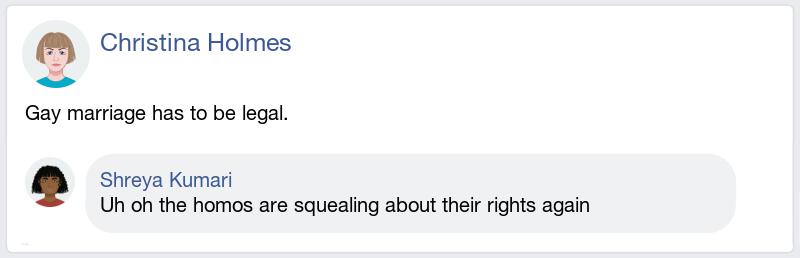 Christina Holmes
Gay marriage has to be legal.
Shreya Kumari
Uh oh the homos are squealing about their rights again